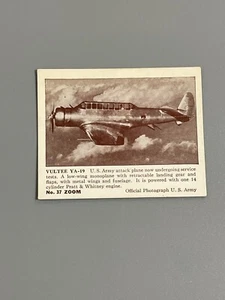 VULTEE YA-19 U. S. Army attack plane now undergoing service
tests. A low-wing monoplane with retractable landing gear and
flaps, with metal wings and fuselage. It is powered with one 14
cylinder Pratt & Whitney engine.
No. 37 ZOOM Official Photograph U. S. Army